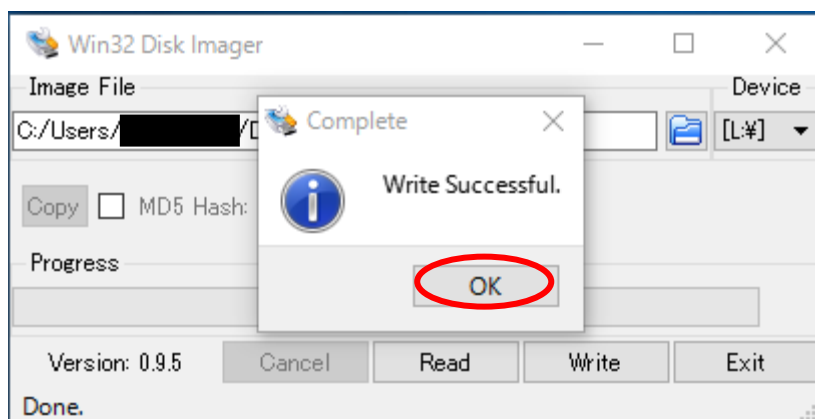 Win32 Disk Imager
Image File
Device
C:/Users/
[L:¥]
Complete
Write Successful.
OK
Copy
MD5 Hash:
Progress
Version: 0.9.5
Cancel
Read
Write
Exit
Done.